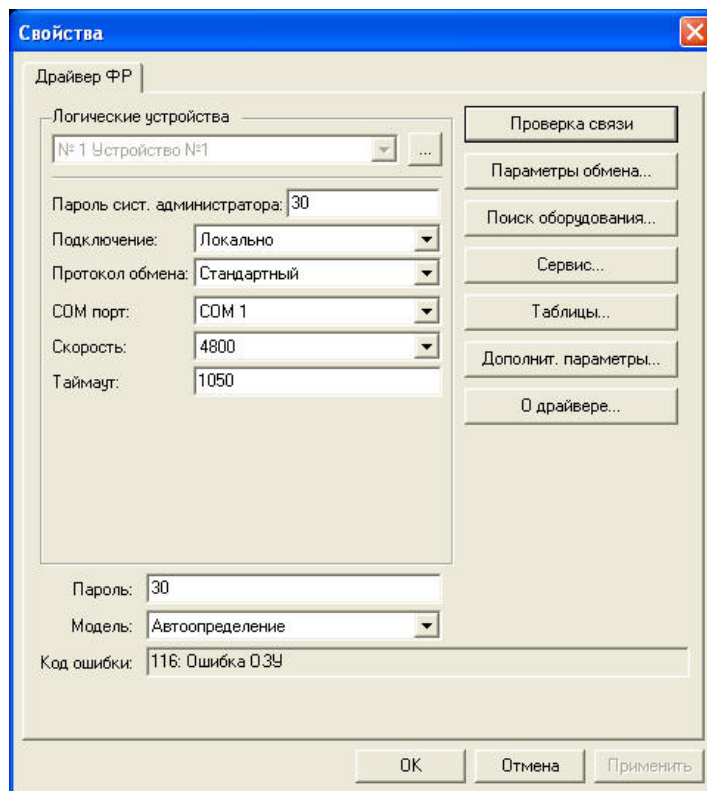 Свойства
Драйвер ФР
Логические устройства
№ 1 Устройство №1
...
Пароль сист. администратора: 30
Подключение: Локально
Протокол обмена: Стандартный
COM порт: COM 1
Скорость: 4800
Таймаут: 1050
Проверка связи
Параметры обмена...
Поиск оборудования...
Сервис...
Таблицы...
Дополнит. параметры...
О драйвере...
Пароль: 30
Модель: Автоопределение
Код ошибки: 116: Ошибка ОЗУ
OK
Отмена
Применить